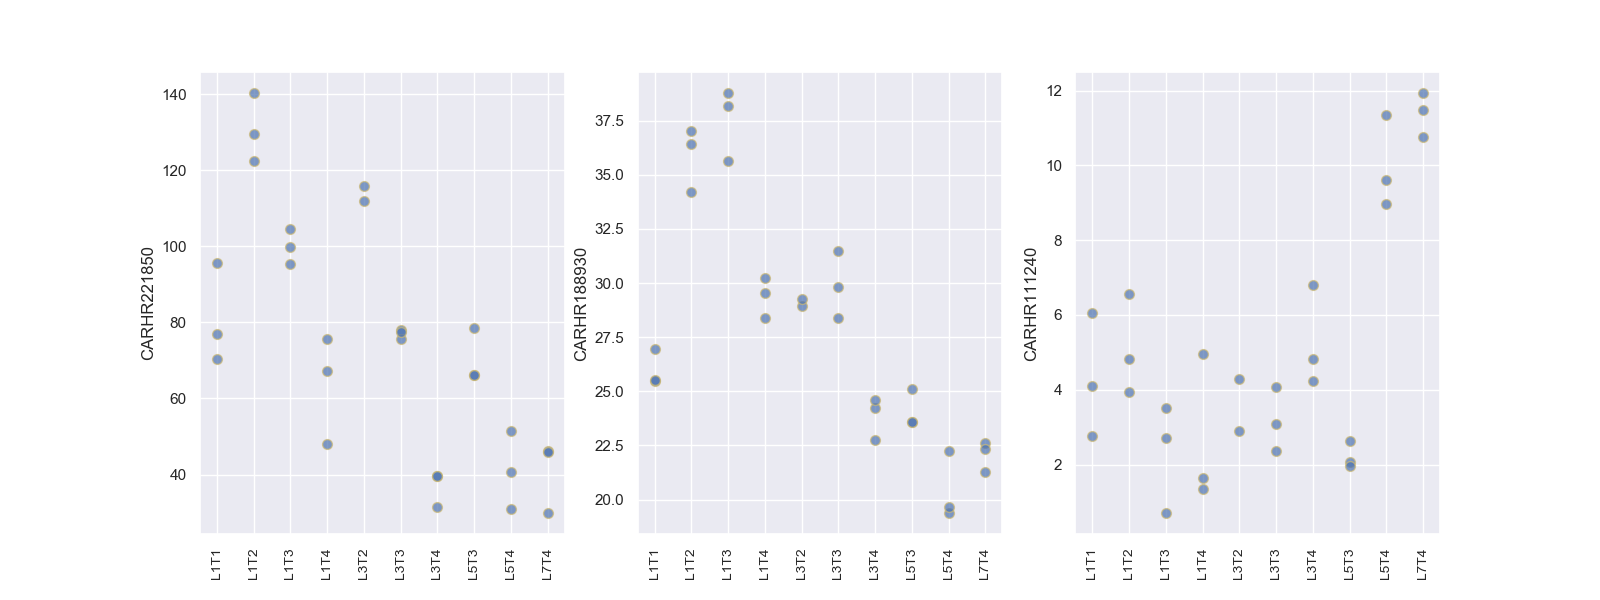 CARHR221850
140
120
100
80
60
40
L1T1
L1T2
L1T3
L1T4
L3T2
L3T3
L3T4
L5T3
L5T4
L7T4
CARHR188930
37.5
35.0
32.5
30.0
27.5
25.0
22.5
20.0
L1T1
L1T2
L1T3
L1T4
L3T2
L3T3
L3T4
L5T3
L5T4
L7T4
CARHR111240
12
10
8
6
4
2
L1T1
L1T2
L1T3
L1T4
L3T2
L3T3
L3T4
L5T3
L5T4
L7T4